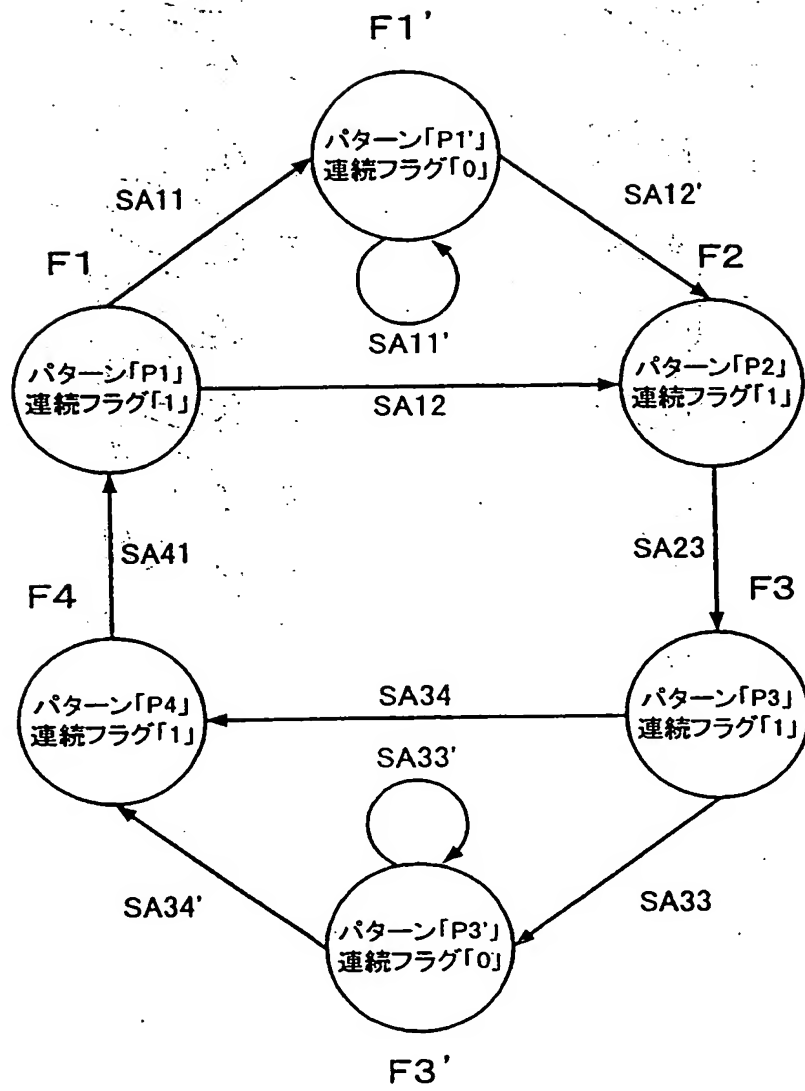 F1'
パターン「P1'」
連続フラグ「0」
SA11
SA12'
F1
F2
SA11'
パターン「P1」
連続フラグ「1」
パターン「P2」
連続フラグ「1」
SA12
SA41
SA23
F4
F3
パターン「P4」
連続フラグ「1」
SA34
パターン「P3」
連続フラグ「1」
SA33'
SA34'
SA33
パターン「P3'」
連続フラグ「0」
F3'